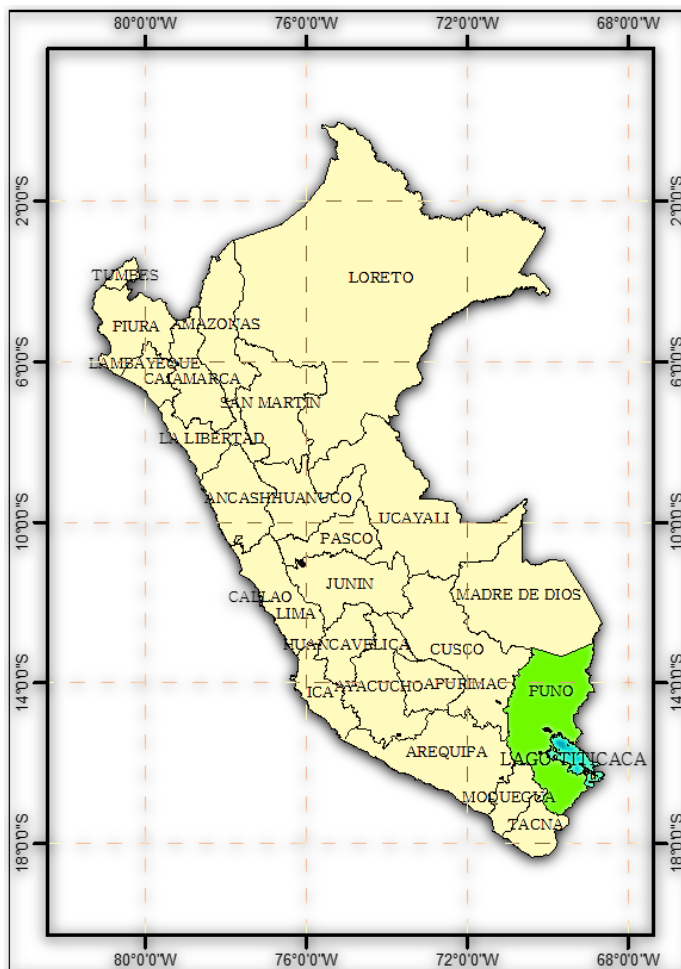 80°0'0"W 76°0'0"W 72°0'0"W 68°0'0"W
2°0'0"S 2°0'0"S
TUMBES
LORETO
PIURA
AMAZONAS
6°0'0"S 6°0'0"S
LAMBAYEQUE
CAJAMARCA
SAN MARTIN
LA LIBERTAD
ANCASH HUANUCO
10°0'0"S 10°0'0"S
UCAYALI
PASCO
JUNIN
CALLAO
MADRE DE DIOS
LIMA
HUANCAVELICA
CUSCO
14°0'0"S 14°0'0"S
ICA AYACUCHO APURIMAC PUNO
AREQUIPA
LAGO TITICACA
MOQUEGUA
TACNA
18°0'0"S 18°0'0"S
80°0'0"W 76°0'0"W 72°0'0"W 68°0'0"W